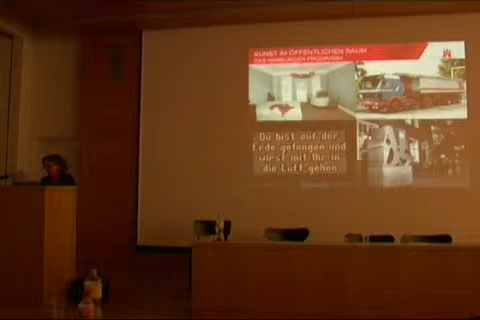 KUNST IM ÖFFENTLICHEN RAUM
DAS HAMBURGER PROGRAMM
Du bist auf der
Erde gefangen und
wirst mit Ihr in
die Luft gehen